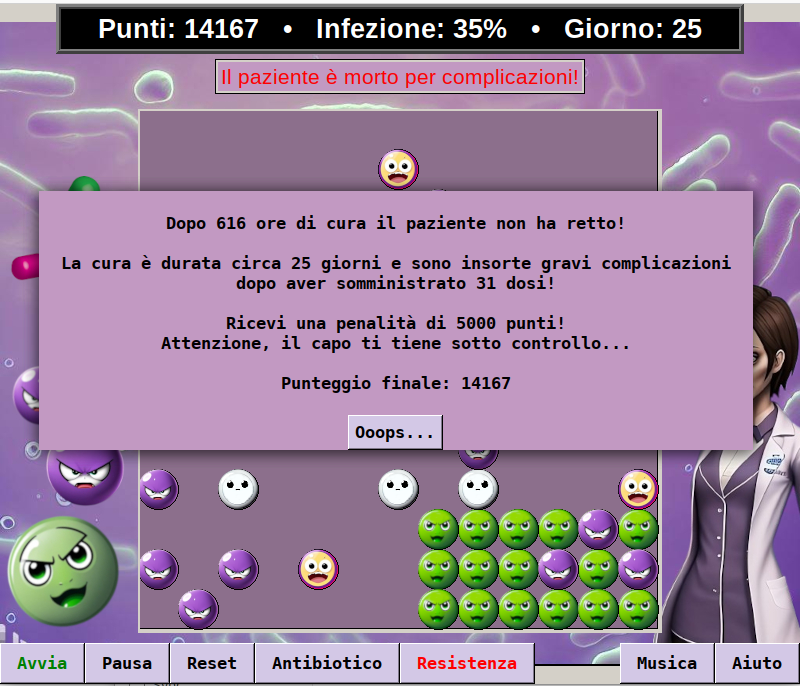 Punti: 14167 • Infezione: 35% • Giorno: 25
Il paziente è morto per complicazioni!
Dopo 616 ore di cura il paziente non ha retto!
La cura è durata circa 25 giorni e sono insorte gravi complicazioni
dopo aver somministrato 31 dosi!
Ricevi una penalità di 5000 punti!
Attenzione, il capo ti tiene sotto controllo...
Punteggio finale: 14167
Ooops...
Avvia Pausa Reset Antibiotico Resistenza Musica Aiuto